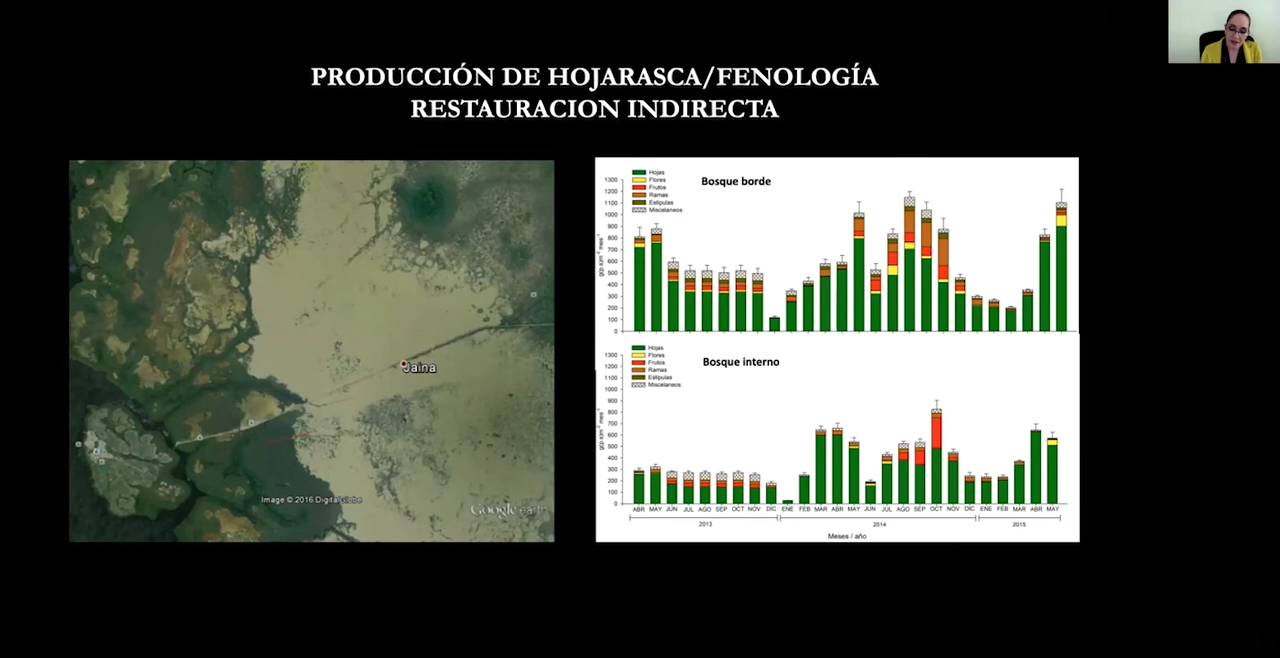 PRODUCCIÓN DE HOJARASCA/FENOLOGÍA
RESTAURACION INDIRECTA
Jaina
Image © 2016 DigitalGlobe
Google earth
Bosque borde
Hojas
Flores
Frutos
Ramas
Estípulas
Miscelaneos
1300
1200
1100
1000
900
800
700
600
500
400
300
200
100
0
Bosque interno
Hojas
Flores
Frutos
Ramas
Estípulas
Miscelaneos
1300
1200
1100
1000
900
800
700
600
500
400
300
200
100
0
ABR MAY JUN JUL AGO SEP OCT NOV DIC ENE FEB MAR ABR MAY JUN JUL AGO SEP OCT NOV DIC ENE FEB MAR ABR MAY
2013 2014 2015
Meses / año